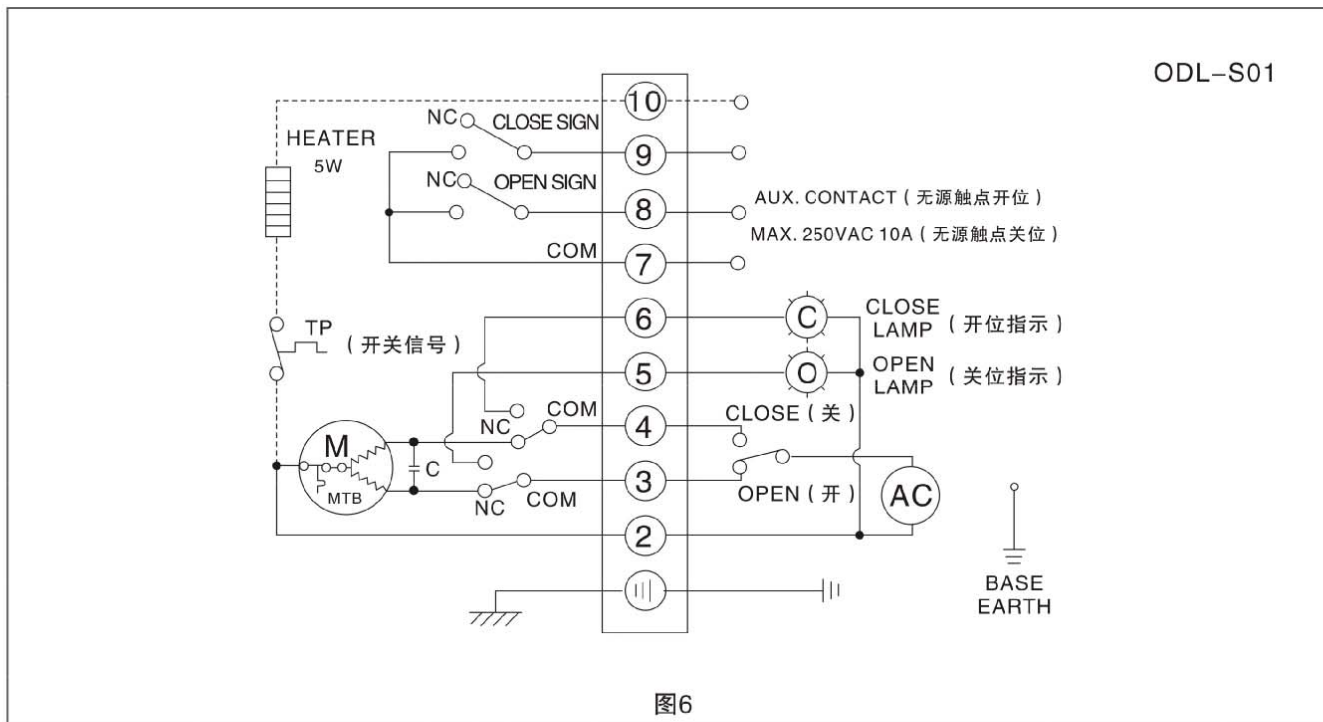 ODL-S01
10
NC CLOSE SIGN
HEATER
5W
9
NC OPEN SIGN
8
AUX. CONTACT（无源触点开位）
MAX. 250VAC 10A（无源触点关位）
COM
7
6
C
CLOSE
LAMP（开位指示）
TP（开关信号）
5
O
OPEN
LAMP（关位指示）
NC
COM
4
CLOSE（关）
M
MTB
C
NC
COM
3
OPEN（开）
AC
2
BASE
EARTH
图6